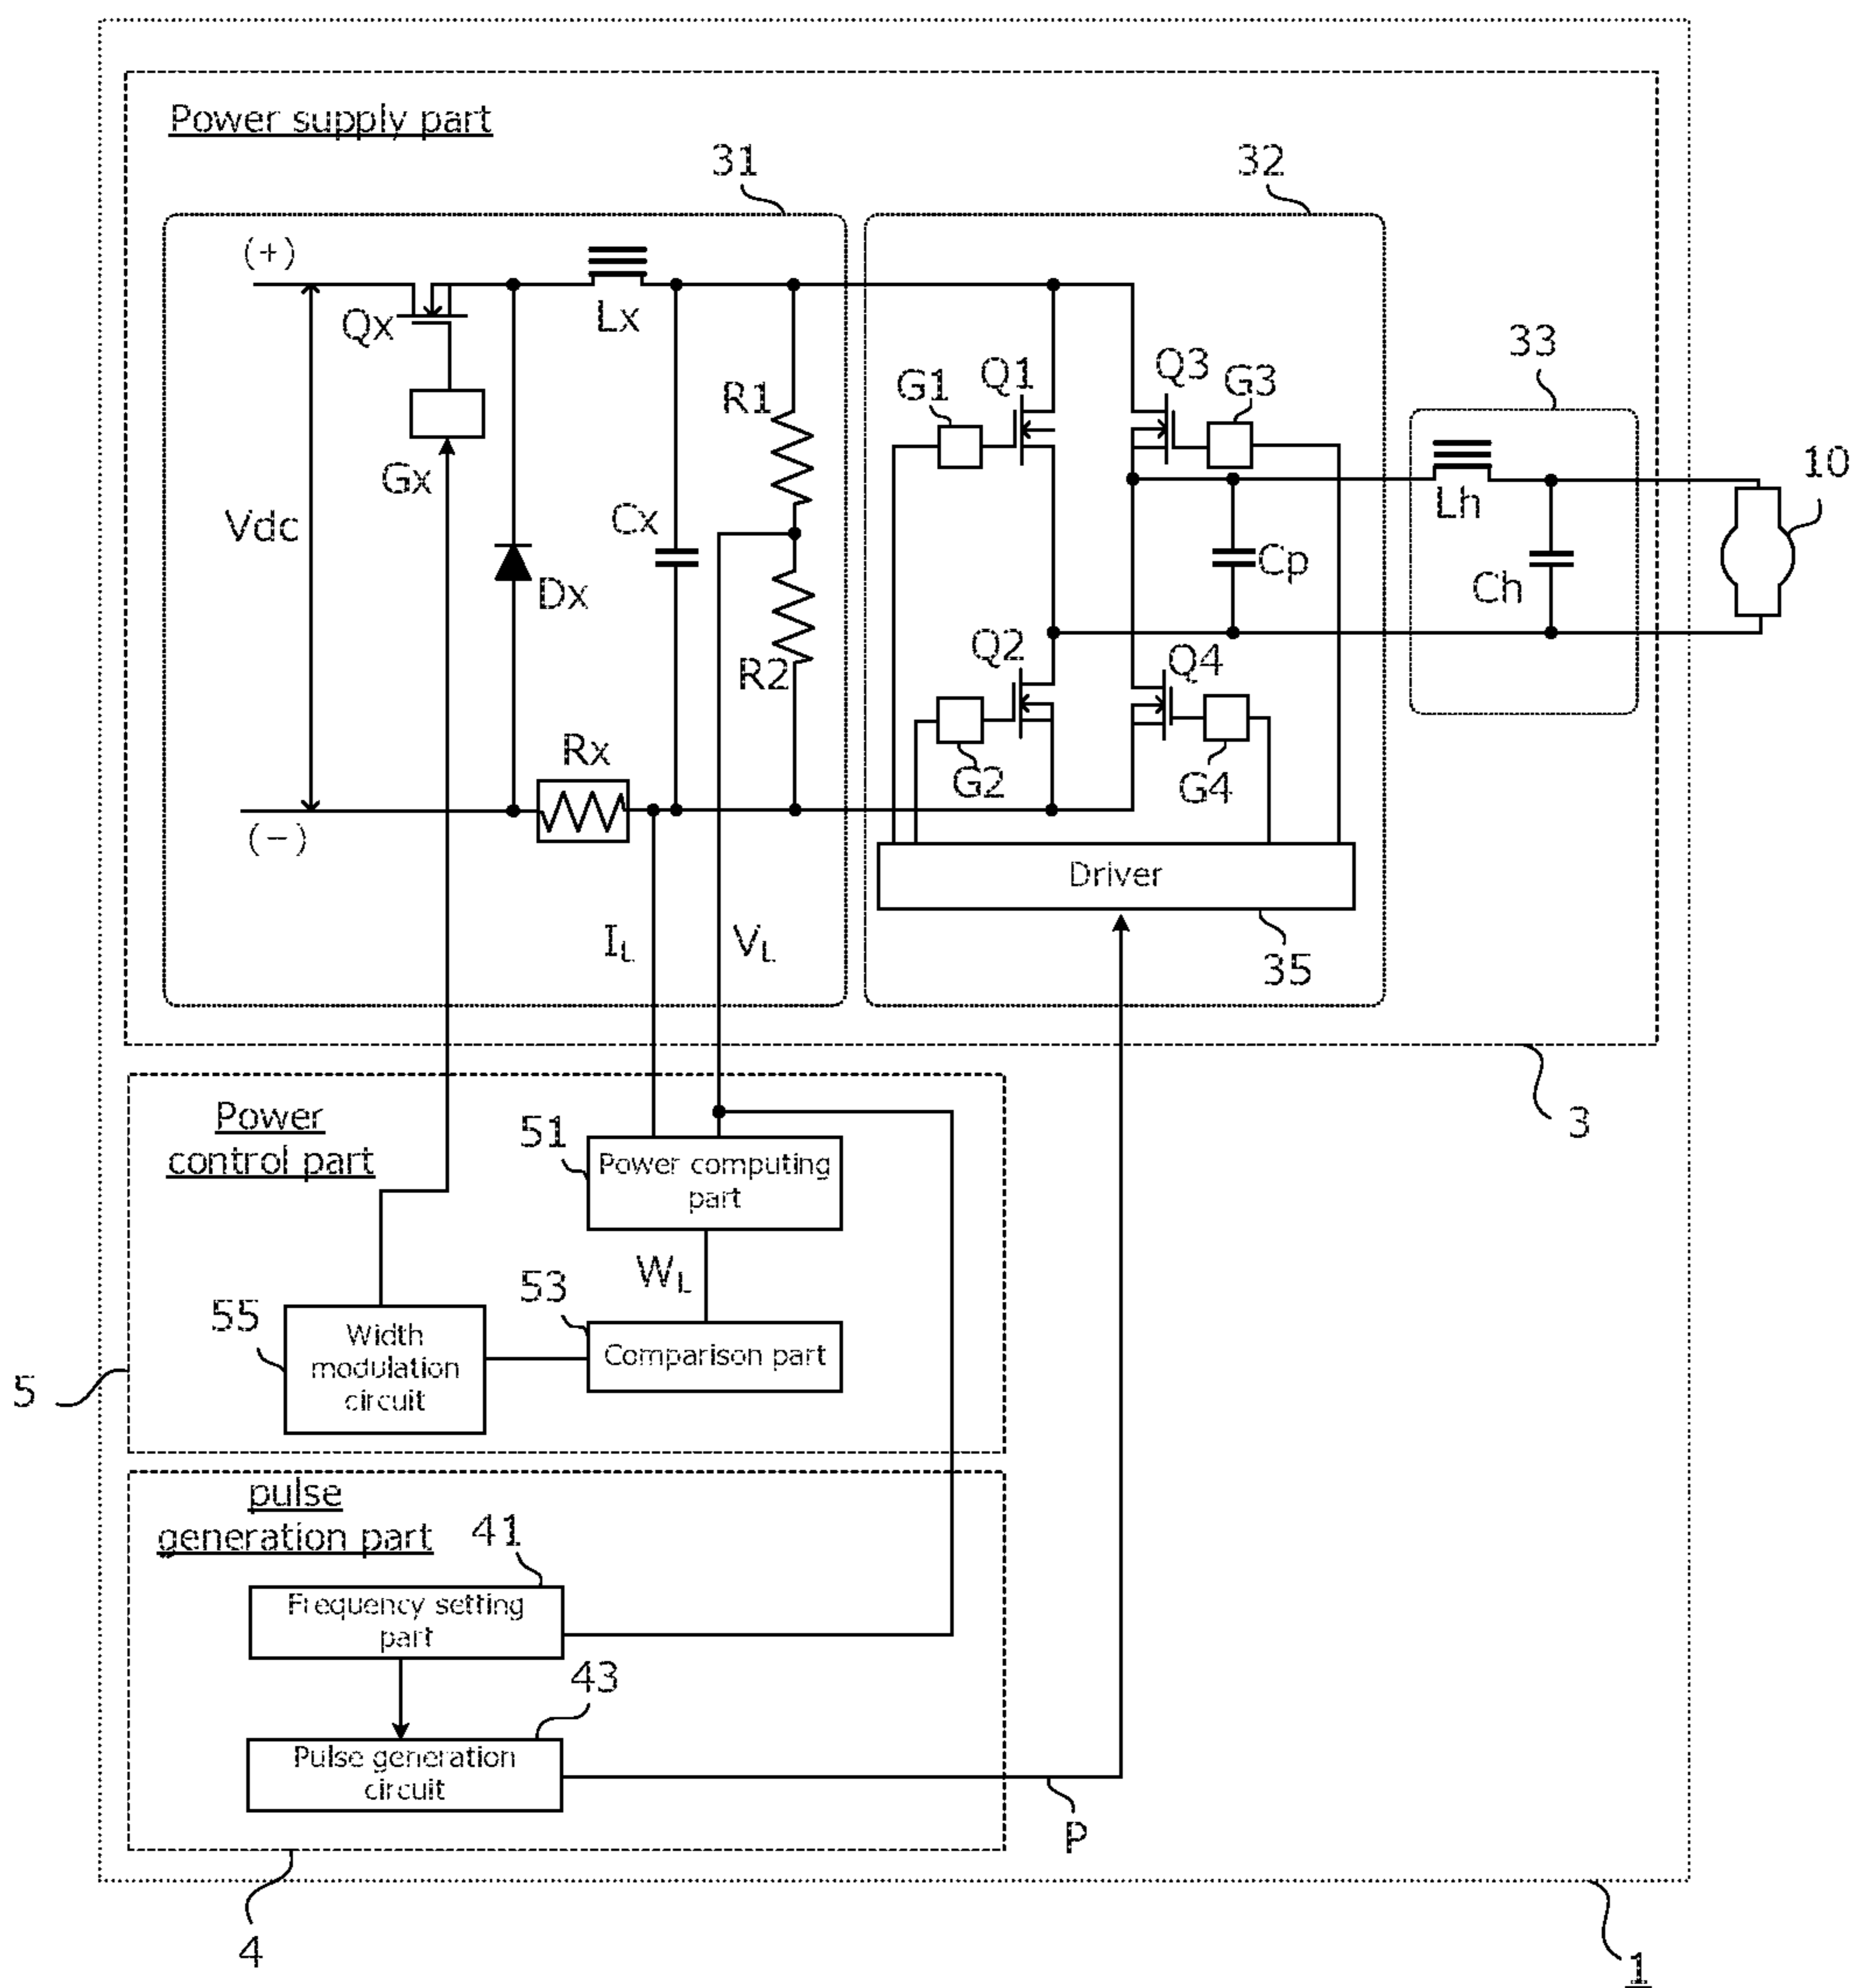 Power supply part
31
32
(+)
Qx
Lx
33
R1
G1
Q1
Q3
G3
10
Gx
Vdc
Cx
Lh
Dx
Cp
Ch
R2
Q2
Q4
Rx
G2
G4
(−)
Driver
I_L
V_L
35
3
Power
control part
51
Power computing
part
W_L
53
55
Width
modulation
circuit
Comparison part
5
pulse
generation part
41
Frequency setting
part
43
Pulse generation
circuit
P
4
1